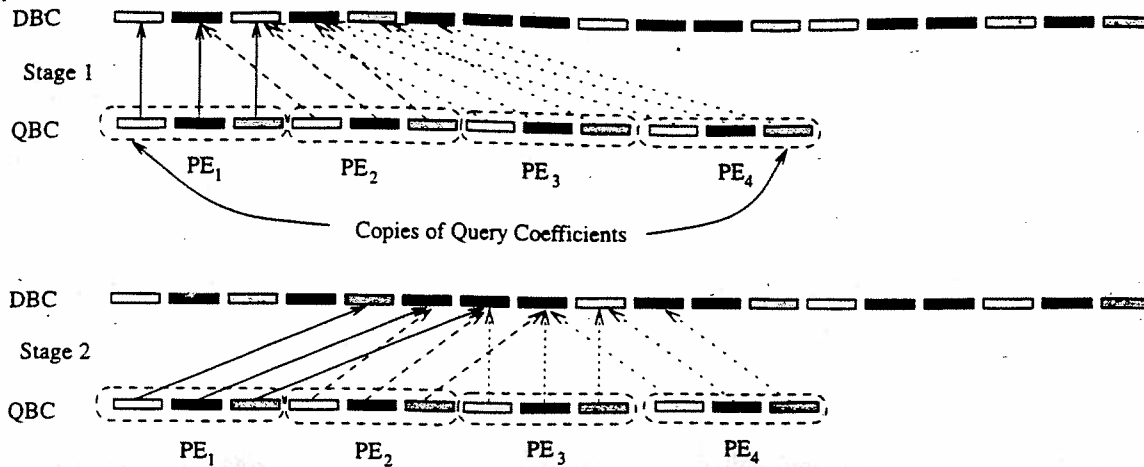 DBC
Stage 1
QBC
PE1 PE2 PE3 PE4
Copies of Query Coefficients
DBC
Stage 2
QBC
PE1 PE2 PE3 PE4